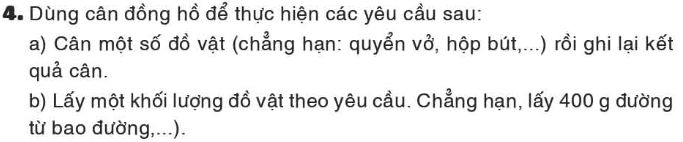 4. Dùng cân đồng hồ để thực hiện các yêu cầu sau:
a) Cân một số đồ vật (chẳng hạn: quyển vở, hộp bút,...) rồi ghi lại kết
quả cân.
b) Lấy một khối lượng đồ vật theo yêu cầu. Chẳng hạn, lấy 400 g đường
từ bao đường,...).